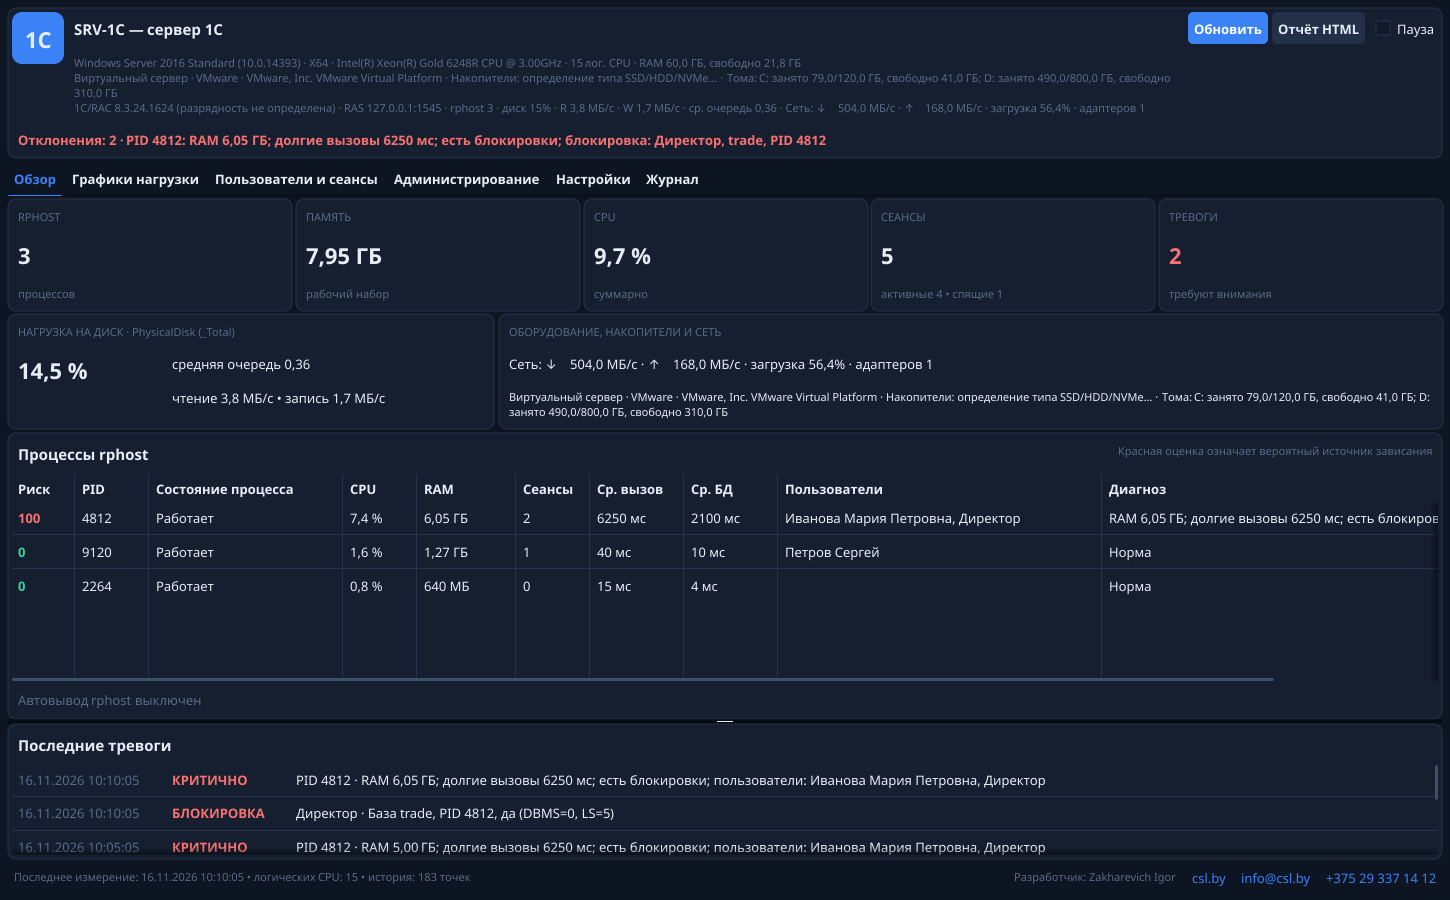 1C
SRV-1C — сервер 1С
Обновить
Отчёт HTML
Пауза
Windows Server 2016 Standard (10.0.14393) · X64 · Intel(R) Xeon(R) Gold 6248R CPU @ 3.00GHz · 15 лог. CPU · RAM 60,0 ГБ, свободно 21,8 ГБ
Виртуальный сервер · VMware · VMware, Inc. VMware Virtual Platform · Накопители: определение типа SSD/HDD/NVMe... · Тома: C: занято 79,0/120,0 ГБ, свободно 41,0 ГБ; D: занято 490,0/800,0 ГБ, свободно
310,0 ГБ
1C/RAC 8.3.24.1624 (разрядность не определена) · RAS 127.0.0.1:1545 · rphost 3 · диск 15% · R 3,8 МБ/с · W 1,7 МБ/с · ср. очередь 0,36 · Сеть: ↓ 504,0 МБ/с · ↑ 168,0 МБ/с · загрузка 56,4% · адаптеров 1
Отклонения: 2 · PID 4812: RAM 6,05 ГБ; долгие вызовы 6250 мс; есть блокировки; блокировка: Директор, trade, PID 4812
Обзор
Графики нагрузки
Пользователи и сеансы
Администрирование
Настройки
Журнал
RPHOST
3
процессов
ПАМЯТЬ
7,95 ГБ
рабочий набор
CPU
9,7 %
суммарно
СЕАНСЫ
5
активные 4 • спящие 1
ТРЕВОГИ
2
требуют внимания
НАГРУЗКА НА ДИСК · PhysicalDisk (_Total)
14,5 %
средняя очередь 0,36
чтение 3,8 МБ/с • запись 1,7 МБ/с
ОБОРУДОВАНИЕ, НАКОПИТЕЛИ И СЕТЬ
Сеть: ↓ 504,0 МБ/с · ↑ 168,0 МБ/с · загрузка 56,4% · адаптеров 1
Виртуальный сервер · VMware · VMware, Inc. VMware Virtual Platform · Накопители: определение типа SSD/HDD/NVMe... · Тома: C: занято 79,0/120,0 ГБ, свободно 41,0 ГБ; D:
занято 490,0/800,0 ГБ, свободно 310,0 ГБ
Процессы rphost
Красная оценка означает вероятный источник зависания
Риск PID Состояние процесса CPU RAM Сеансы Ср. вызов Ср. БД Пользователи Диагноз
100 4812 Работает 7,4 % 6,05 ГБ 2 6250 мс 2100 мс Иванова Мария Петровна, Директор RAM 6,05 ГБ; долгие вызовы 6250 мс; есть блокиров
0 9120 Работает 1,6 % 1,27 ГБ 1 40 мс 10 мс Петров Сергей Норма
0 2264 Работает 0,8 % 640 МБ 0 15 мс 4 мс Норма
Автовывод rphost выключен
Последние тревоги
16.11.2026 10:10:05 КРИТИЧНО PID 4812 · RAM 6,05 ГБ; долгие вызовы 6250 мс; есть блокировки; пользователи: Иванова Мария Петровна, Директор
16.11.2026 10:10:05 БЛОКИРОВКА Директор · База trade, PID 4812, да (DBMS=0, LS=5)
16.11.2026 10:05:05 КРИТИЧНО PID 4812 · RAM 5,00 ГБ; долгие вызовы 6250 мс; есть блокировки; пользователи: Иванова Мария Петровна, Директор
Последнее измерение: 16.11.2026 10:10:05 • логических CPU: 15 • история: 183 точек
Разработчик: Zakharevich Igor
csl.by
info@csl.by
+375 29 337 14 12